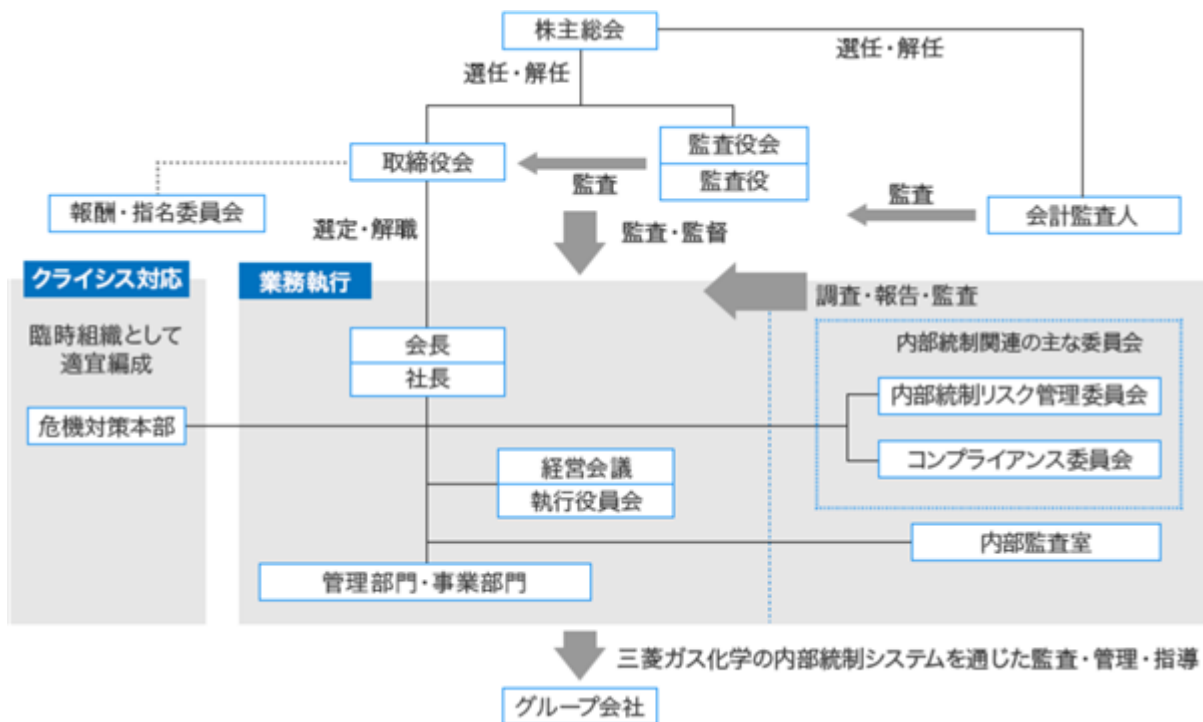 株主総会
選任・解任
選任・解任
監査役会
監査役
取締役会
監査
監査
報酬・指名委員会
会計監査人
選定・解職
監査・監督
クライシス対応
業務執行
調査・報告・監査
臨時組織として
適宜編成
会長
社長
内部統制関連の主な委員会
内部統制リスク管理委員会
危機対策本部
コンプライアンス委員会
経営会議
執行役員会
内部監査室
管理部門・事業部門
三菱ガス化学の内部統制システムを通じた監査・管理・指導
グループ会社